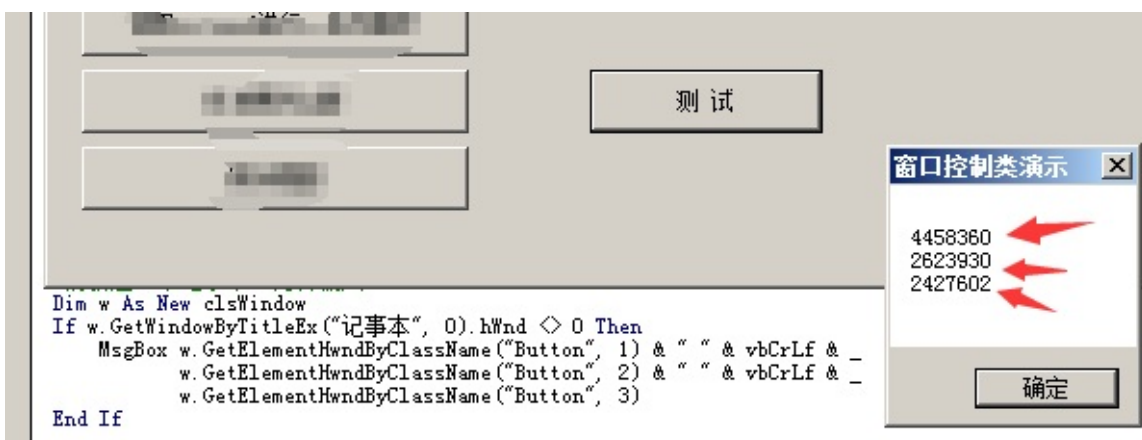 测 试
窗口控制类演示
4458360
2623930
2427602
确定
Dim w As New clsWindow
If w.GetWindowByTitleEx("记事本", 0).hWnd <> 0 Then
MsgBox w.GetElementHwndByClassName("Button", 1) & " " & vbCrLf & _
w.GetElementHwndByClassName("Button", 2) & " " & vbCrLf & _
w.GetElementHwndByClassName("Button", 3)
End If